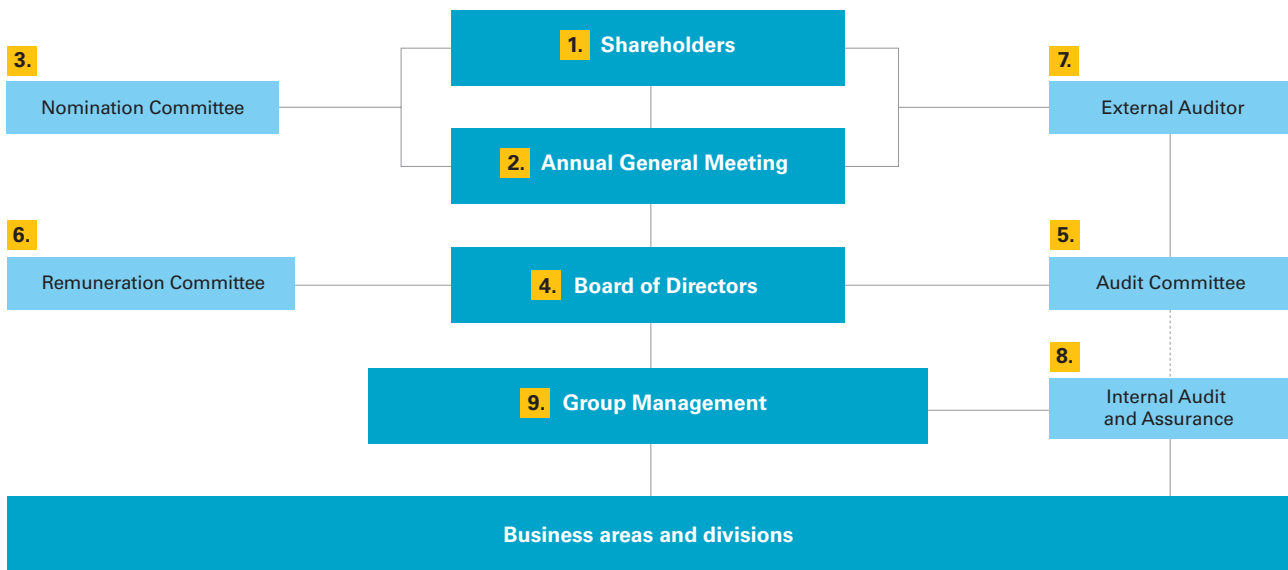 1. Shareholders
3.
Nomination Committee
7.
External Auditor
2. Annual General Meeting
6.
Remuneration Committee
4. Board of Directors
5.
Audit Committee
9. Group Management
8.
Internal Audit
and Assurance
Business areas and divisions